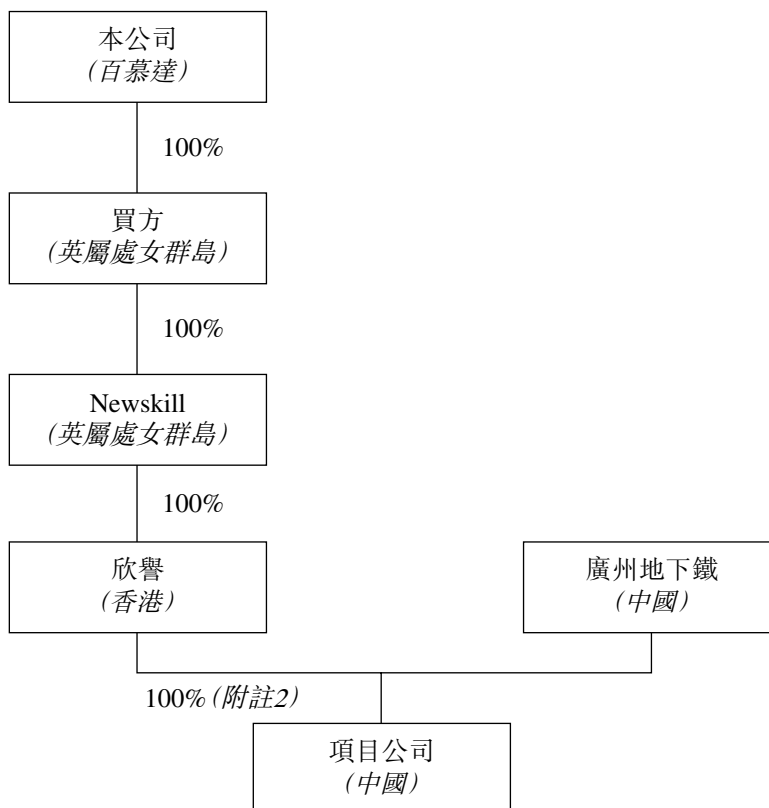 本公司
(百慕達)
100%
買方
(英屬處女群島)
100%
Newskill
(英屬處女群島)
100%
欣譽
(香港)
廣州地下鐵
(中國)
100% (附註2)
項目公司
(中國)